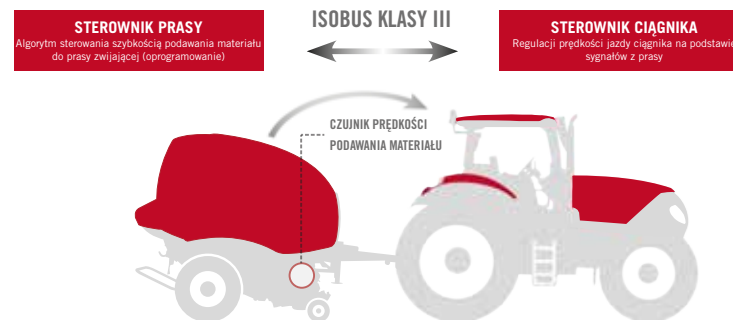 STEROWNIK PRASY
Algorytm sterowania szybkością podawania materiału
do prasy zwijającej (oprogramowanie)
ISOBUS KLASY III
STEROWNIK CIĄGNIKA
Regulacji prędkości jazdy ciągnika na podstawie
sygnałów z prasy
CZUJNIK PRĘDKOŚCI
PODAWANIA MATERIAŁU